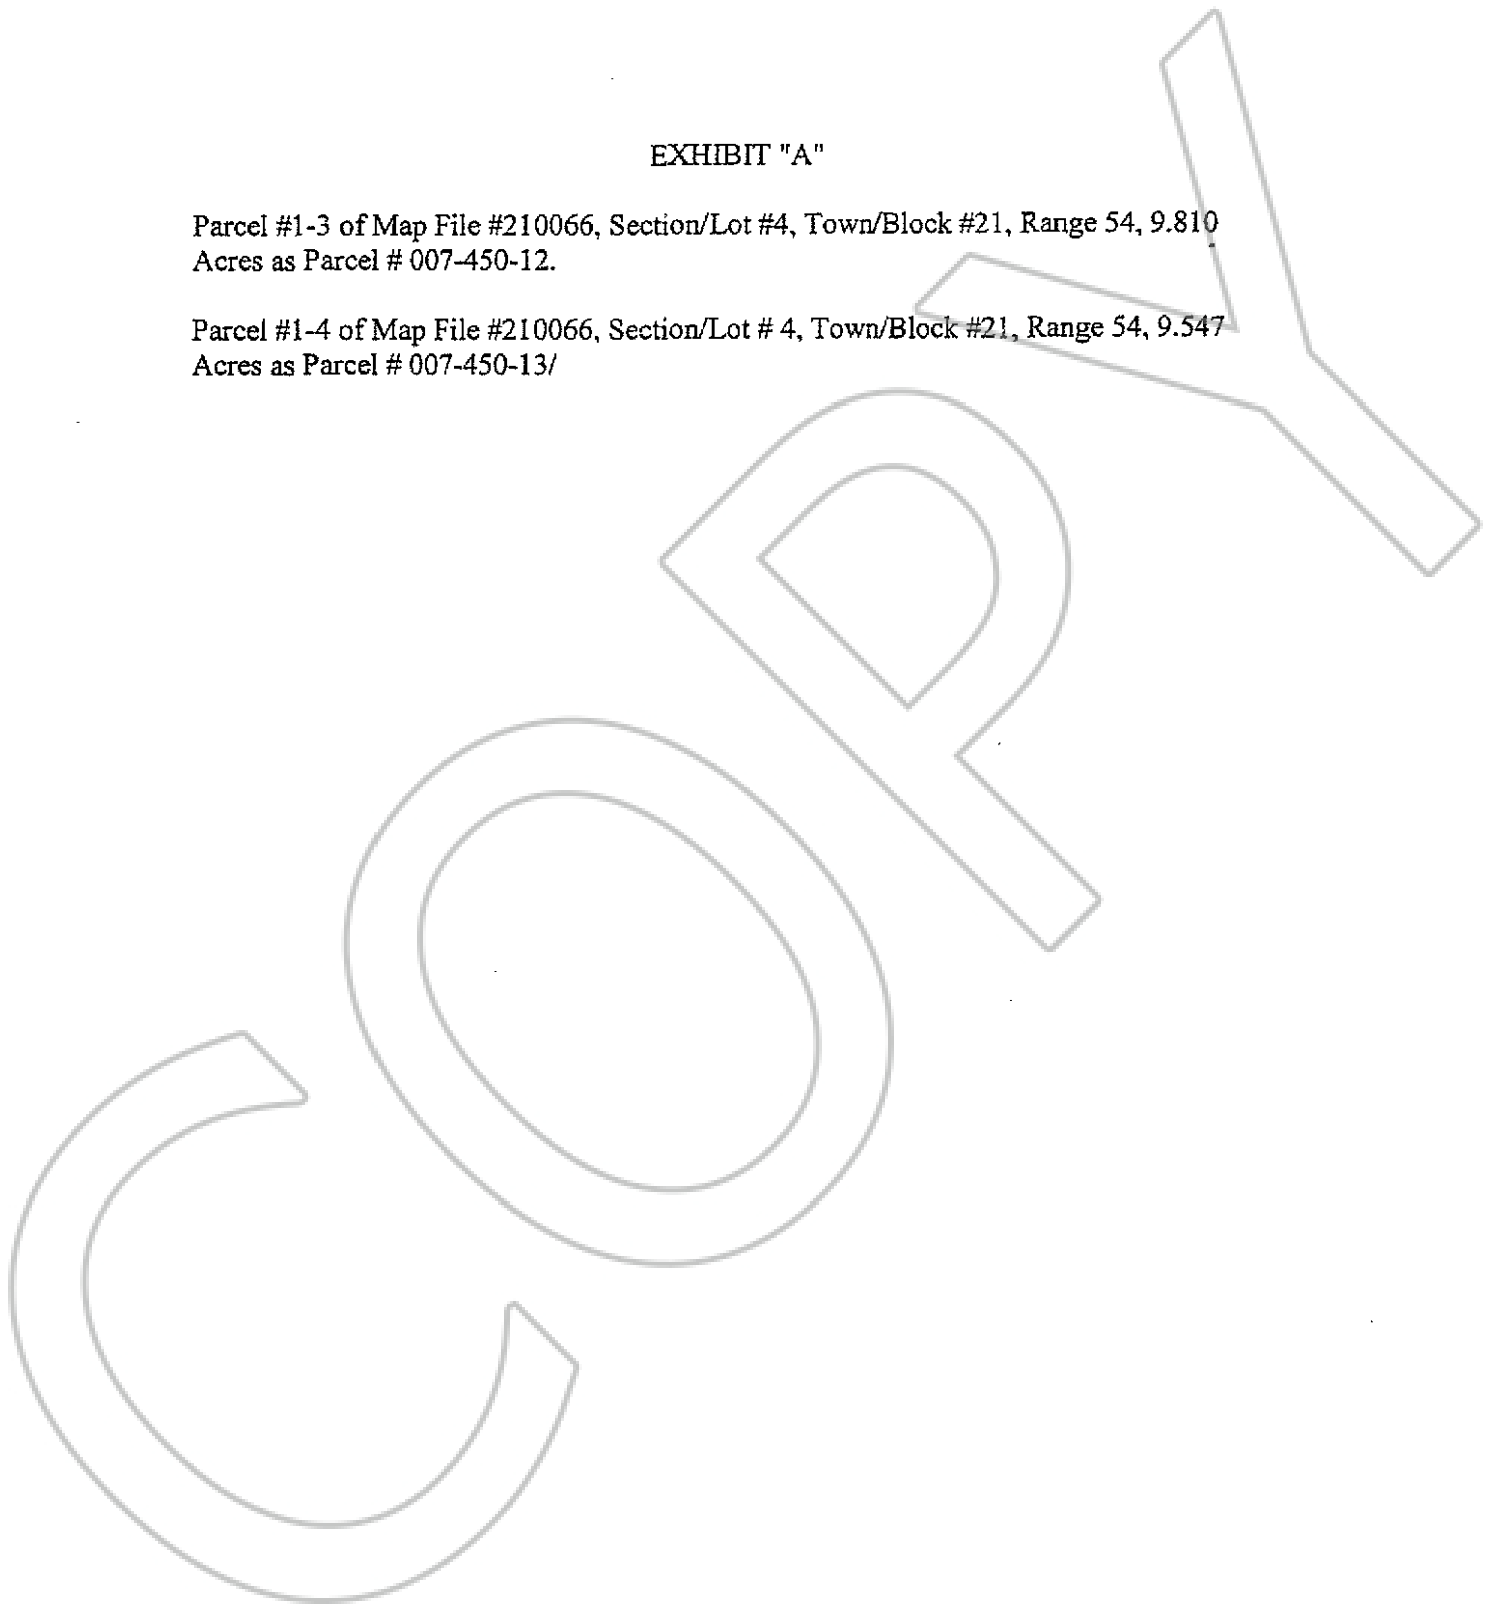 EXHIBIT "A"
Parcel #1-3 of Map File #210066, Section/Lot #4, Town/Block #21, Range 54, 9.810
Acres as Parcel # 007-450-12.
Parcel #1-4 of Map File #210066, Section/Lot # 4, Town/Block #21, Range 54, 9.547
Acres as Parcel # 007-450-13/
COPY